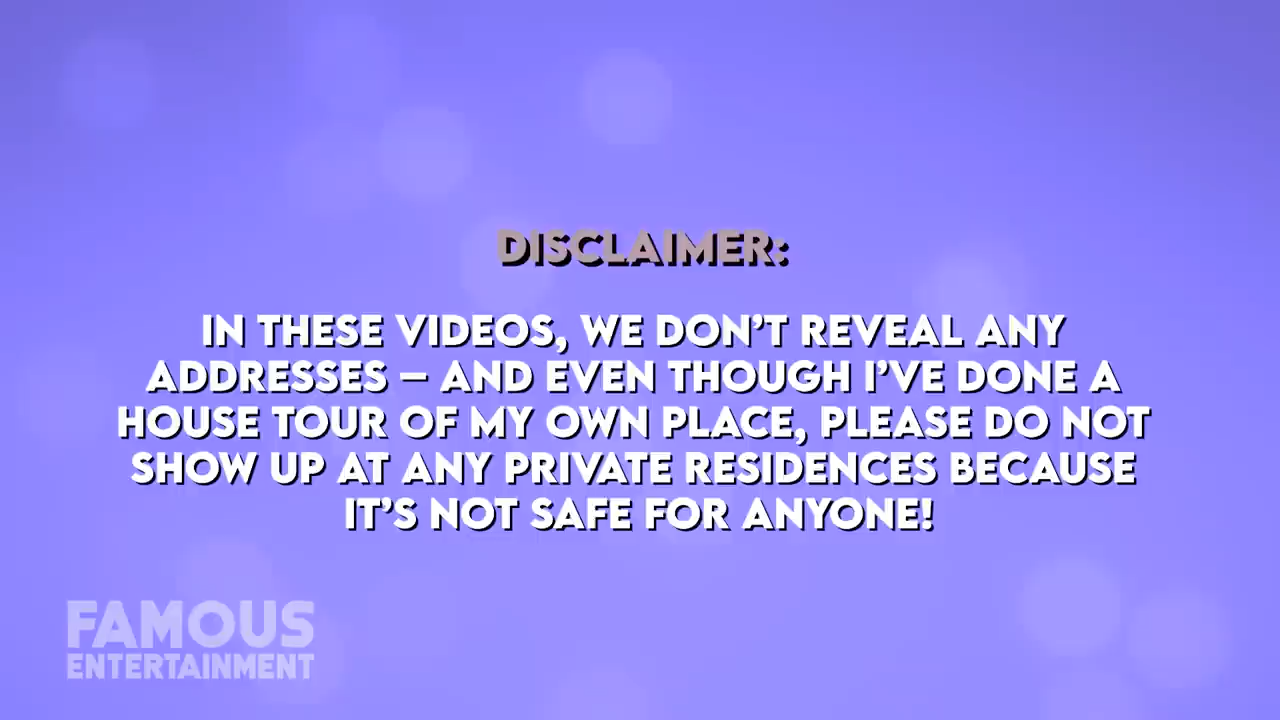 DISCLAIMER:
IN THESE VIDEOS, WE DON'T REVEAL ANY
ADDRESSES – AND EVEN THOUGH I'VE DONE A
HOUSE TOUR OF MY OWN PLACE, PLEASE DO NOT
SHOW UP AT ANY PRIVATE RESIDENCES BECAUSE
IT'S NOT SAFE FOR ANYONE!
FAMOUS
ENTERTAINMENT